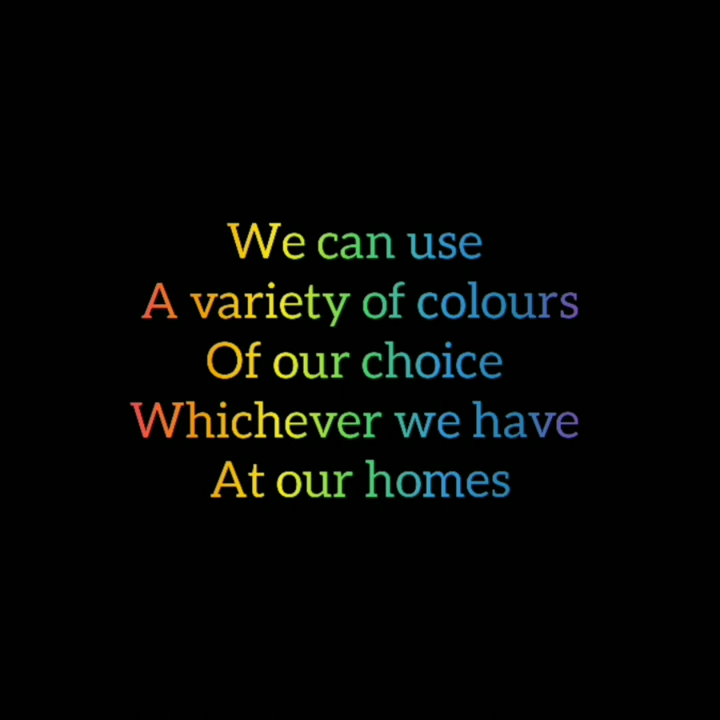 We can use
A variety of colours
Of our choice
Whichever we have
At our homes